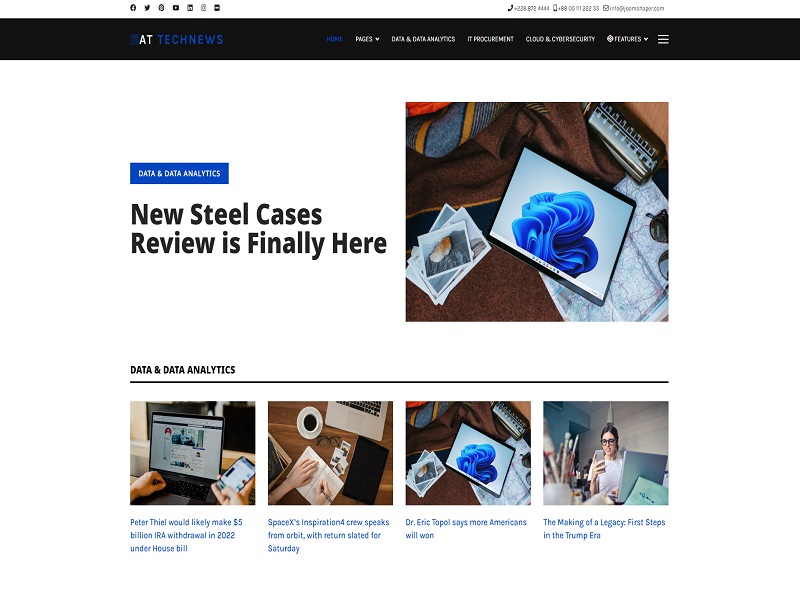 +228 872 4444 +88 00 111 222 33 info@joomshaper.com
AT TECHNEWS
HOME PAGES DATA & DATA ANALYTICS IT PROCUREMENT CLOUD & CYBERSECURITY FEATURES
DATA & DATA ANALYTICS
New Steel Cases
Review is Finally Here
DATA & DATA ANALYTICS
Peter Thiel would likely make $5
billion IRA withdrawal in 2022
under House bill
SpaceX's Inspiration4 crew speaks
from orbit, with return slated for
Saturday
Dr. Eric Topol says more Americans
will won
The Making of a Legacy: First Steps
in the Trump Era